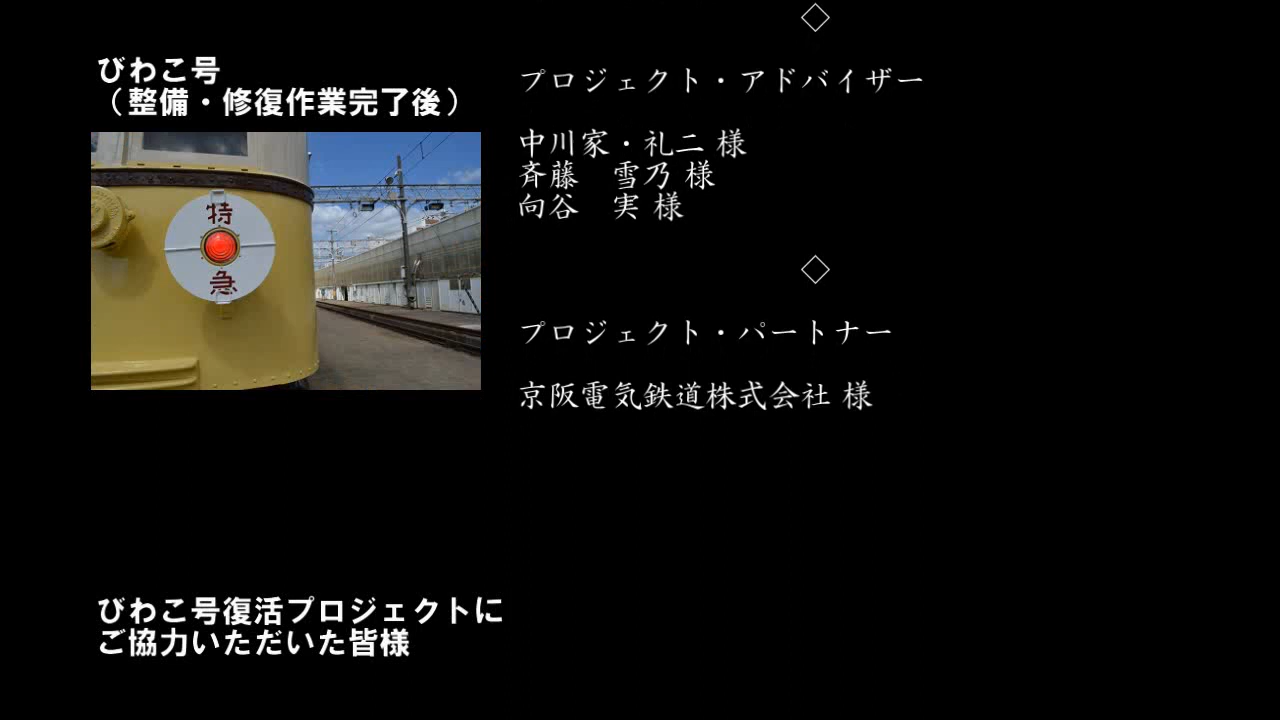 びわこ号
（整備・修復作業完了後）
特
急
びわこ号復活プロジェクトに
ご協力いただいた皆様
◇
プロジェクト・アドバイザー
中川家・礼二 様
斉藤　雪乃 様
向谷　実 様
◇
プロジェクト・パートナー
京阪電気鉄道株式会社 様